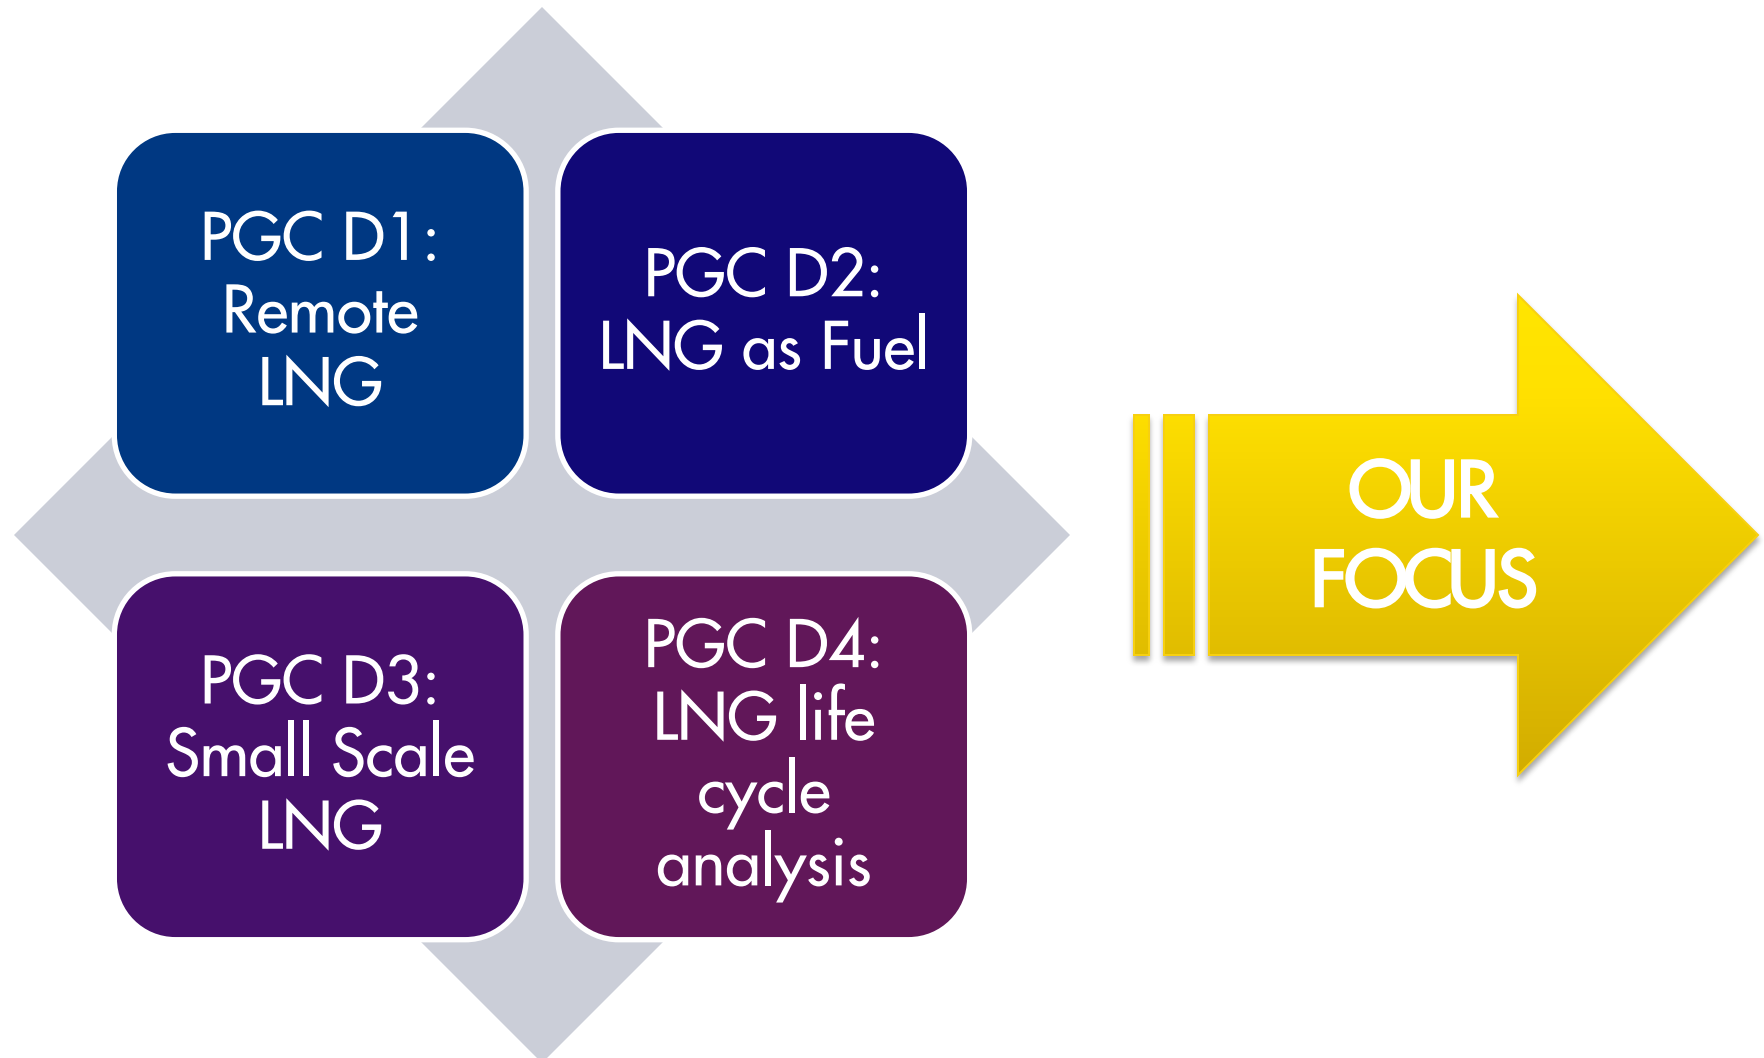 PGC D1:
Remote
LNG
PGC D2:
LNG as Fuel
PGC D3:
Small Scale
LNG
PGC D4:
LNG life
cycle
analysis
OUR
FOCUS